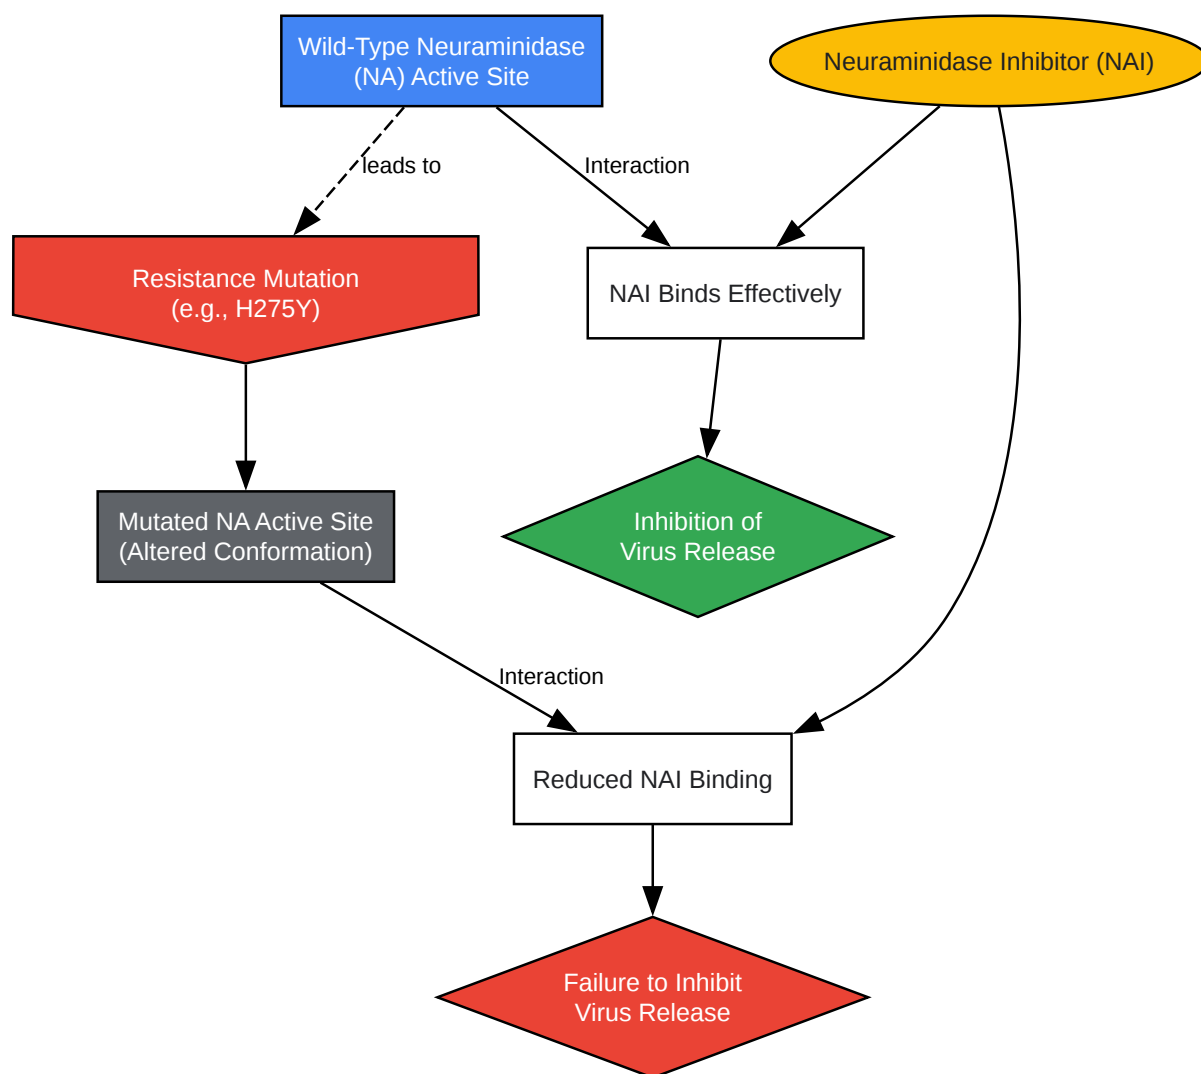 Wild-Type Neuraminidase
(NA) Active Site
Neuraminidase Inhibitor (NAI)
leads to
Interaction
Resistance Mutation
(e.g., H275Y)
NAI Binds Effectively
Mutated NA Active Site
(Altered Conformation)
Inhibition of
Virus Release
Interaction
Reduced NAI Binding
Failure to Inhibit
Virus Release